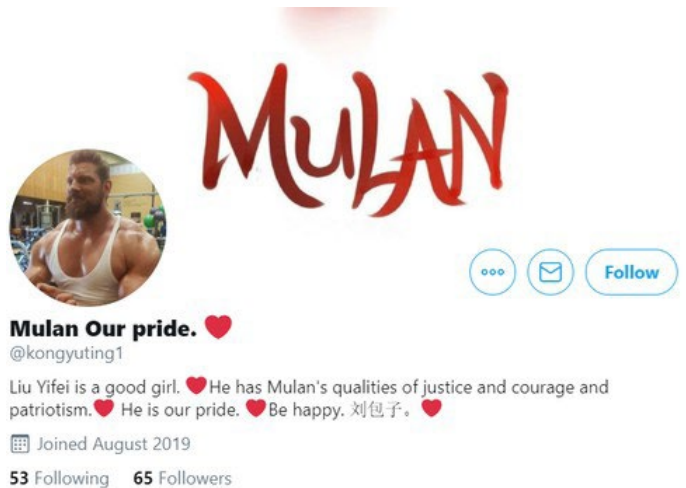 MULAN
Follow
Mulan Our pride. ❤
@kongyuting1
Liu Yifei is a good girl. ❤He has Mulan's qualities of justice and courage and
patriotism.❤ He is our pride. ❤Be happy. 刘包子。❤
Joined August 2019
53 Following 65 Followers